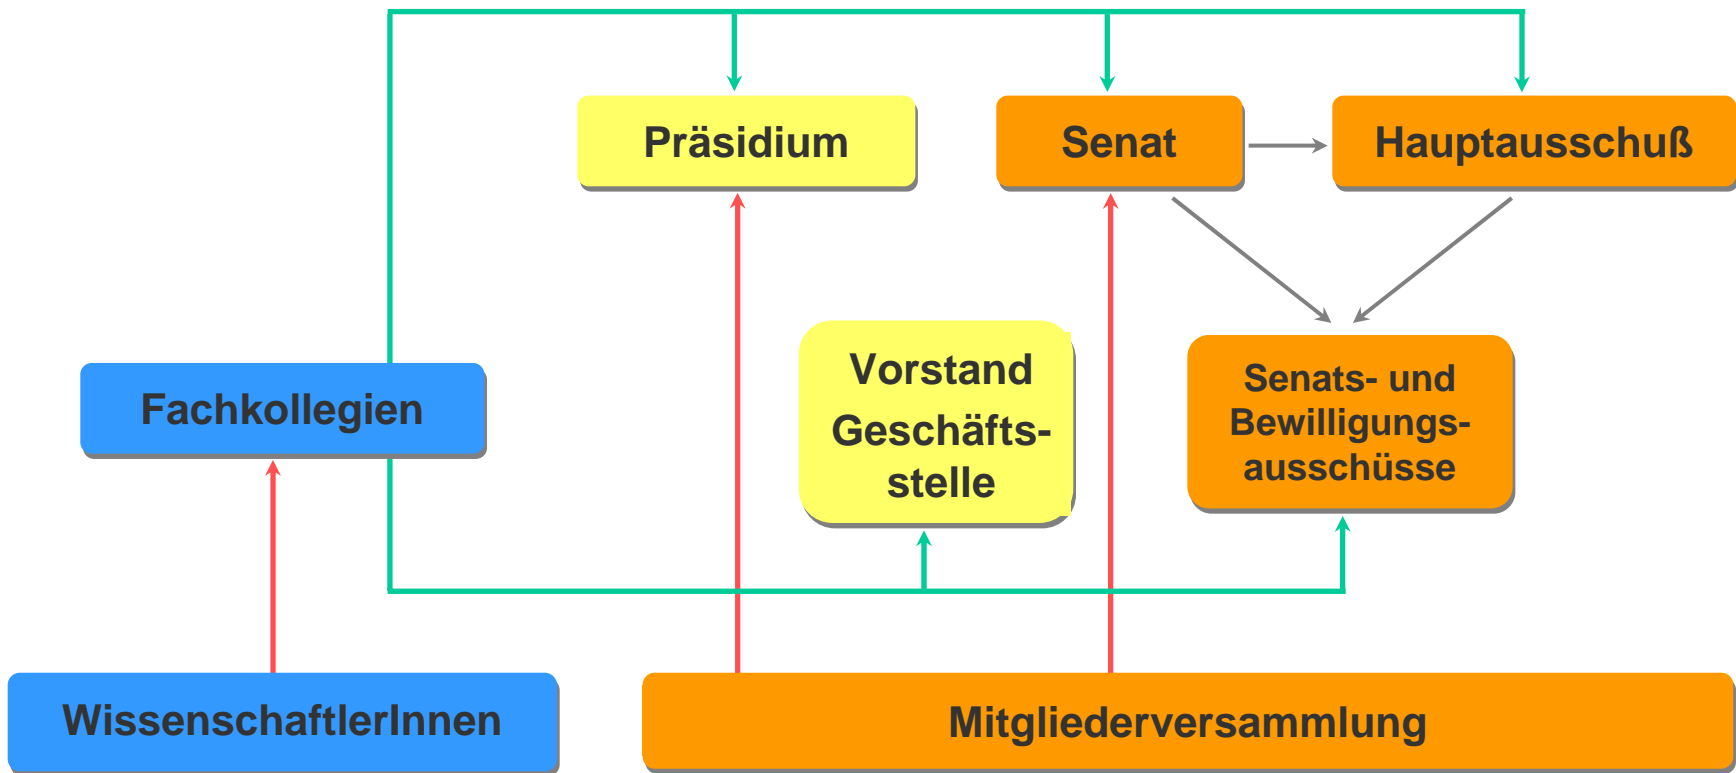 Präsidium
Senat
Hauptausschuß
Vorstand
Geschäfts-
stelle
Senats- und
Bewilligungs-
ausschüsse
Fachkollegien
WissenschaftlerInnen
Mitgliederversammlung